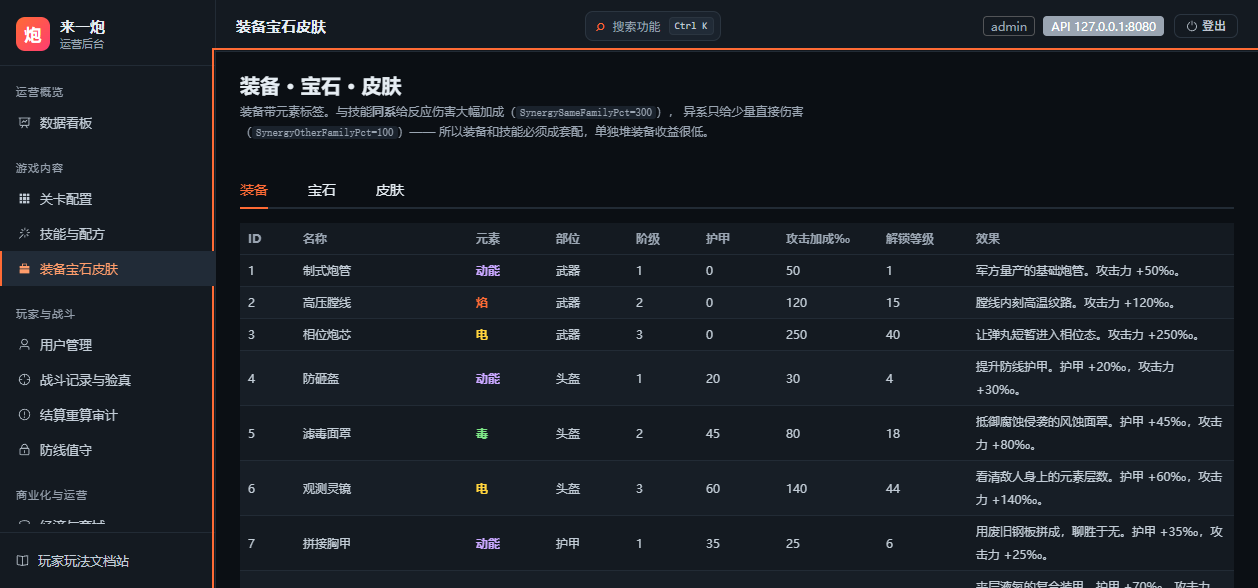 炮
来一炮
运营后台
装备宝石皮肤
搜索功能 Ctrl K
admin
API 127.0.0.1:8080
登出
运营概览
数据看板
游戏内容
关卡配置
技能与配方
装备宝石皮肤
玩家与战斗
用户管理
战斗记录与验真
结算重算审计
防线值守
商业化与运营
玩家玩法文档站
装备・宝石・皮肤
装备带元素标签。与技能同系给反应伤害大幅加成（SynergySameFamilyPct=300），异系只给少量直接伤害
（SynergyOtherFamilyPct=100）—— 所以装备和技能必须成套配，单独堆装备收益很低。
装备 宝石 皮肤
ID 名称 元素 部位 阶级 护甲 攻击加成‰ 解锁等级 效果
1 制式炮管 动能 武器 1 0 50 1 军方量产的基础炮管。攻击力 +50‰。
2 高压膛线 焰 武器 2 0 120 15 膛线内刻高温纹路。攻击力 +120‰。
3 相位炮芯 电 武器 3 0 250 40 让弹丸短暂进入相位态。攻击力 +250‰。
4 防砸盔 动能 头盔 1 20 30 4 提升防线护甲。护甲 +20‰，攻击力
+30‰。
5 滤毒面罩 毒 头盔 2 45 80 18 抵御腐蚀侵袭的风蚀面罩。护甲 +45‰，攻击
力 +80‰。
6 观测灵镜 电 头盔 3 60 140 44 看清敌人身上的元素层数。护甲 +60‰，攻击
力 +140‰。
7 拼接胸甲 动能 护甲 1 35 25 6 用废旧钢板拼成，聊胜于无。护甲 +35‰，攻
击力 +25‰。